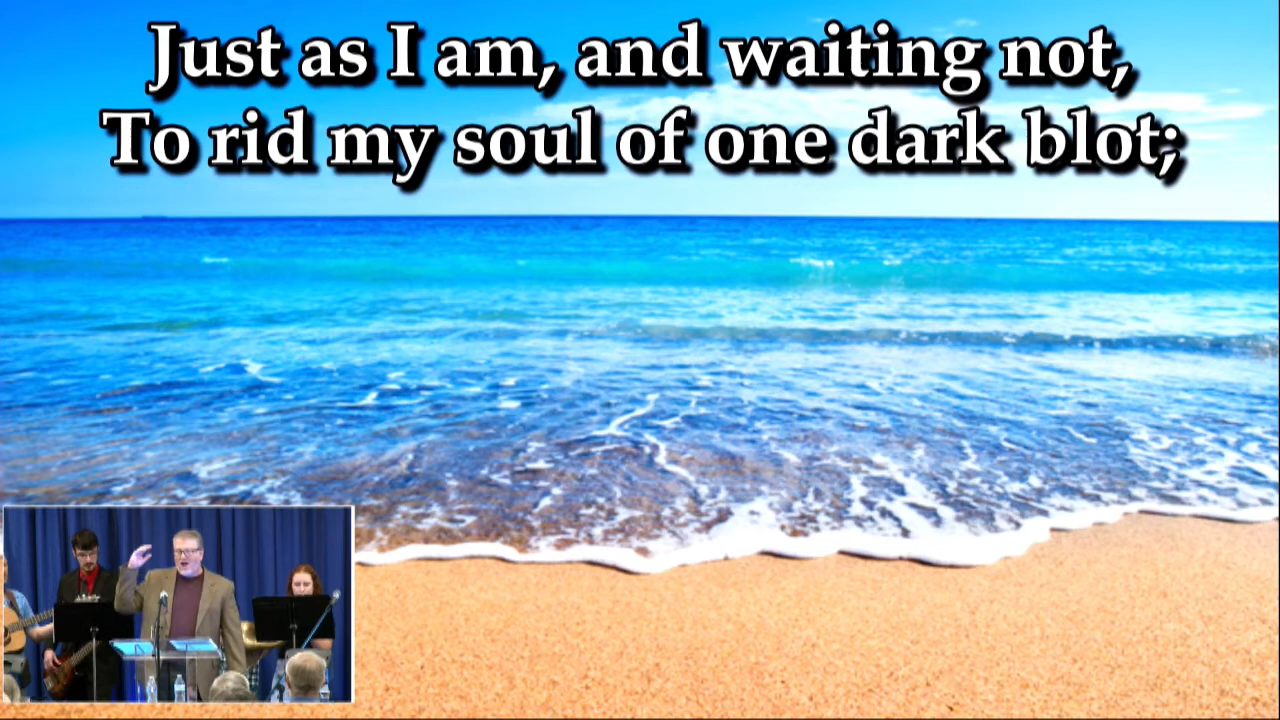 Just as I am, and waiting not,
To rid my soul of one dark blot;